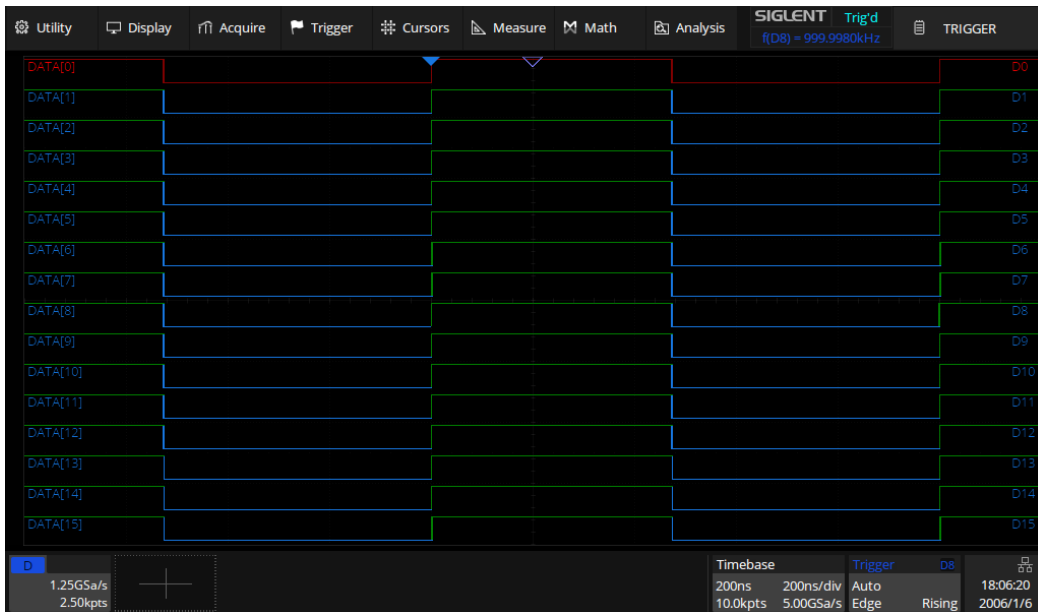 Utility Display Acquire Trigger Cursors Measure Math Analysis SIGLENT Trig'd TRIGGER
f(D8) = 999.9980kHz
DATA[0] D0
DATA[1] D1
DATA[2] D2
DATA[3] D3
DATA[4] D4
DATA[5] D5
DATA[6] D6
DATA[7] D7
DATA[8] D8
DATA[9] D9
DATA[10] D10
DATA[11] D11
DATA[12] D12
DATA[13] D13
DATA[14] D14
DATA[15] D15
D Timebase Trigger D8
1.25GSa/s 200ns 200ns/div Auto 18:06:20
2.50kpts 10.0kpts 5.00GSa/s Edge Rising 2006/1/6